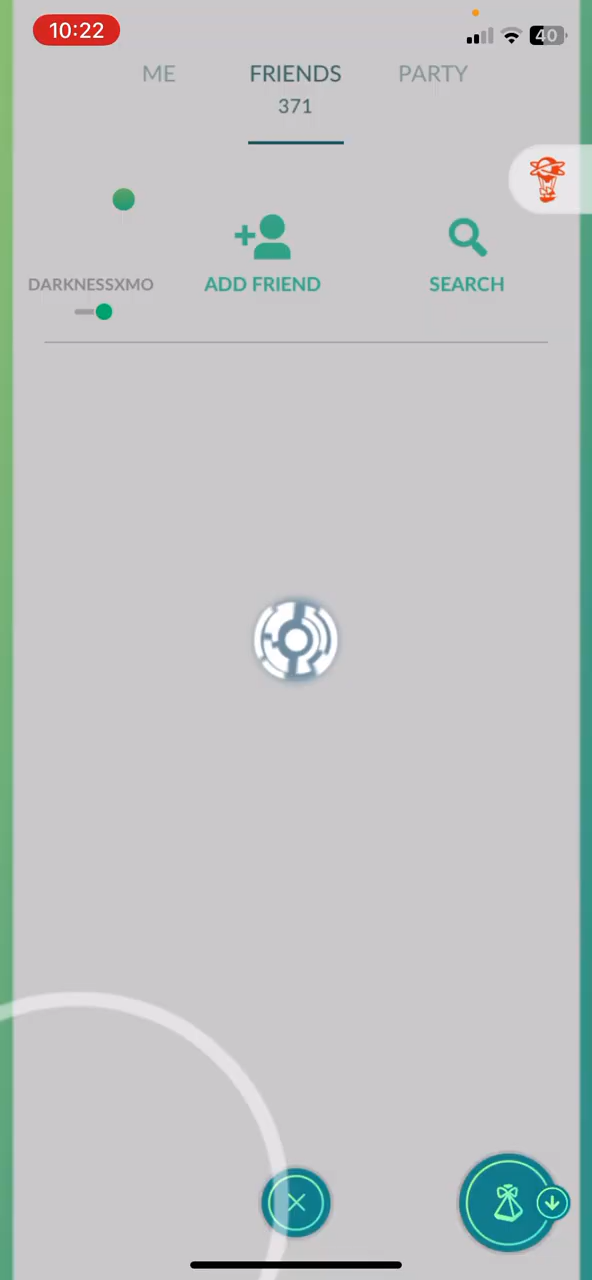 10:22
40
ME
FRIENDS
PARTY
371
DARKNESSXMO
ADD FRIEND
SEARCH